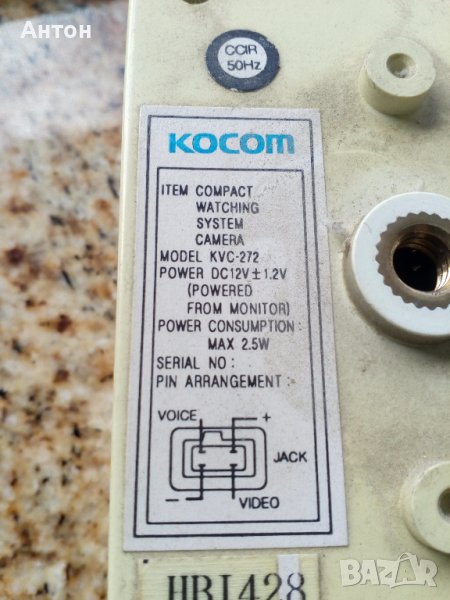 Антон
CCIR
50Hz
KOCOM
ITEM COMPACT
WATCHING
SYSTEM
CAMERA
MODEL KVC-272
POWER DC12V±1.2V
(POWERED
FROM MONITOR)
POWER CONSUMPTION:
MAX 2.5W
SERIAL NO:
PIN ARRANGEMENT:
VOICE +
JACK
– VIDEO
HBI428
BAZAR